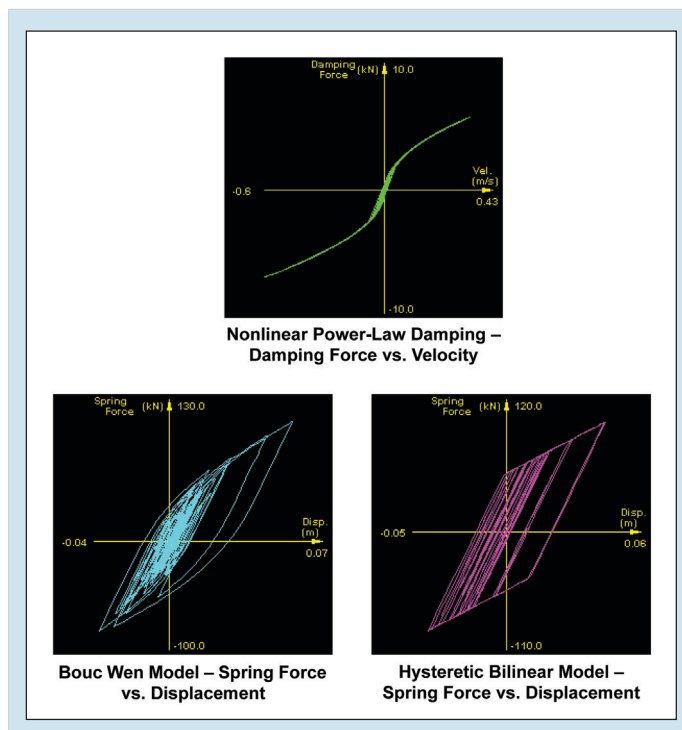 Damping
Force
(kN)
10.0
Vel.
(m/s)
-0.6
0.43
-10.0
Nonlinear Power-Law Damping –
Damping Force vs. Velocity
Spring
Force
(kN)
130.0
Disp.
(m)
-0.04
0.07
-100.0
Bouc Wen Model – Spring Force
vs. Displacement
Spring
Force
(kN)
120.0
Disp.
(m)
-0.05
0.06
-110.0
Hysteretic Bilinear Model –
Spring Force vs. Displacement